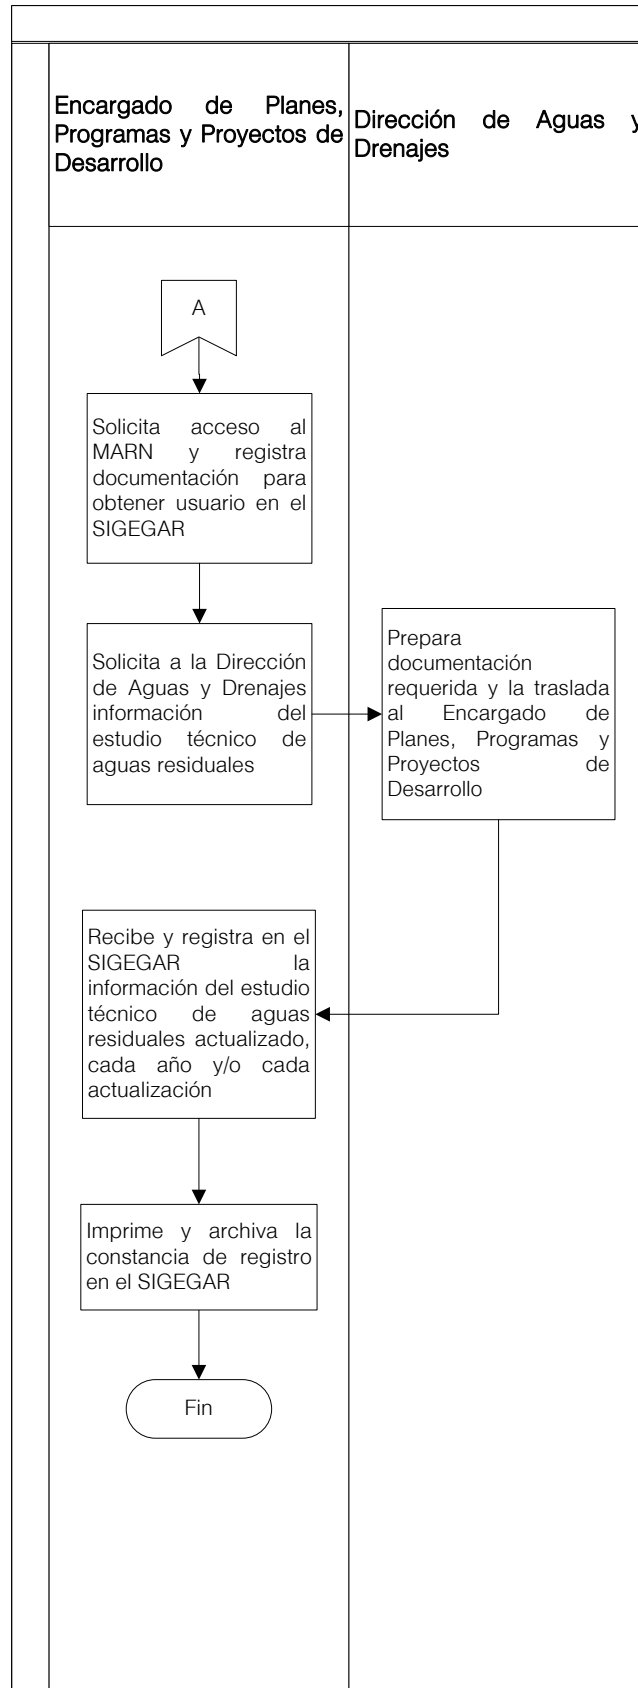 Encargado de Planes,
Programas y Proyectos de
Desarrollo
Dirección de Aguas y
Drenajes
A
Solicita acceso al
MARN y registra
documentación para
obtener usuario en el
SIGEGAR
Solicita a la Dirección
de Aguas y Drenajes
información del
estudio técnico de
aguas residuales
Prepara
documentación
requerida y la traslada
al Encargado de
Planes, Programas y
Proyectos de
Desarrollo
Recibe y registra en el
SIGEGAR la
información del estudio
técnico de aguas
residuales actualizado,
cada año y/o cada
actualización
Imprime y archiva la
constancia de registro
en el SIGEGAR
Fin